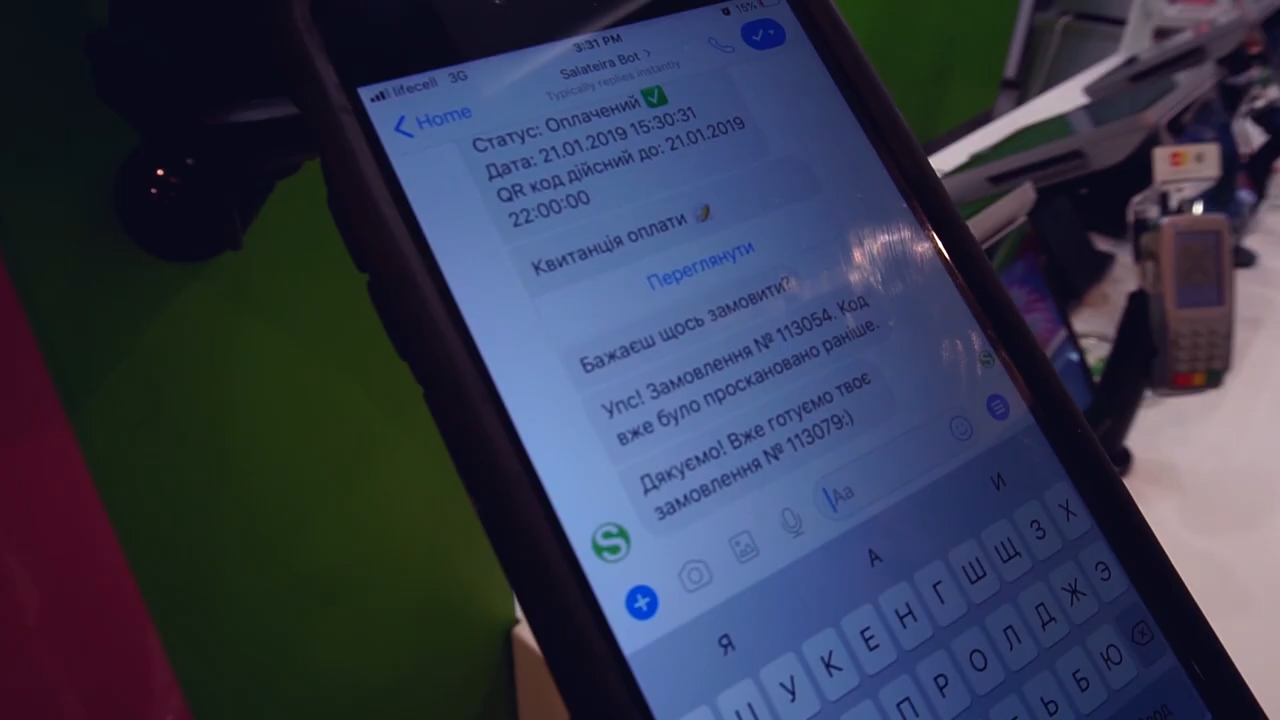 lifecell 3G
3:31 PM
15%
Home
Salateira Bot
Typically replies instantly
Статус: Оплачений
Дата: 21.01.2019 15:30:31
QR код дійсний до: 21.01.2019
22:00:00
Квитанція оплати
Переглянути
Бажаєш щось замовити?
Упс! Замовлення № 113054. Код
вже було проскановано раніше.
Дякуємо! Вже готуємо твоє
замовлення № 113079:)
S
Aa
Я А И
Ц У К Е Н Г Ш Щ З Х
П Р О Л Д Ж Э
Ь Б Ю